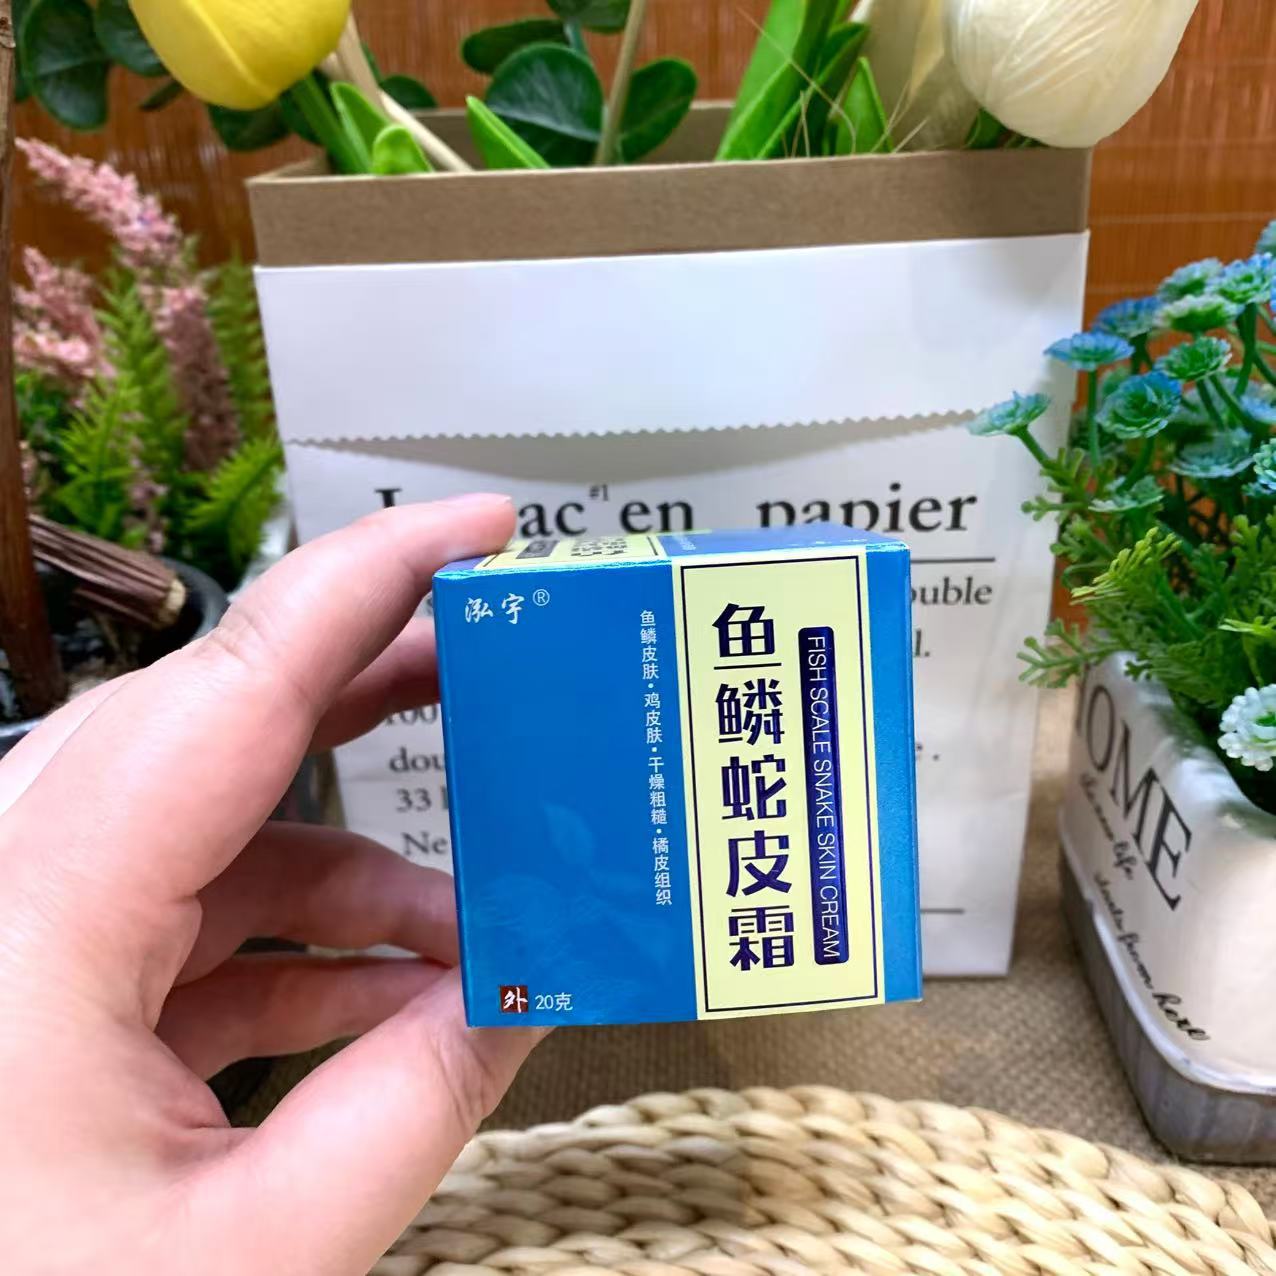 #1
en papier
ouble
l.
100
dou
33 l
Ne
泓宇®
鱼鳞皮肤·鸡皮肤·干燥粗糙·橘皮组织
鱼鳞蛇皮霜
FISH SCALE SNAKE SKIN CREAM
外 20克
OME